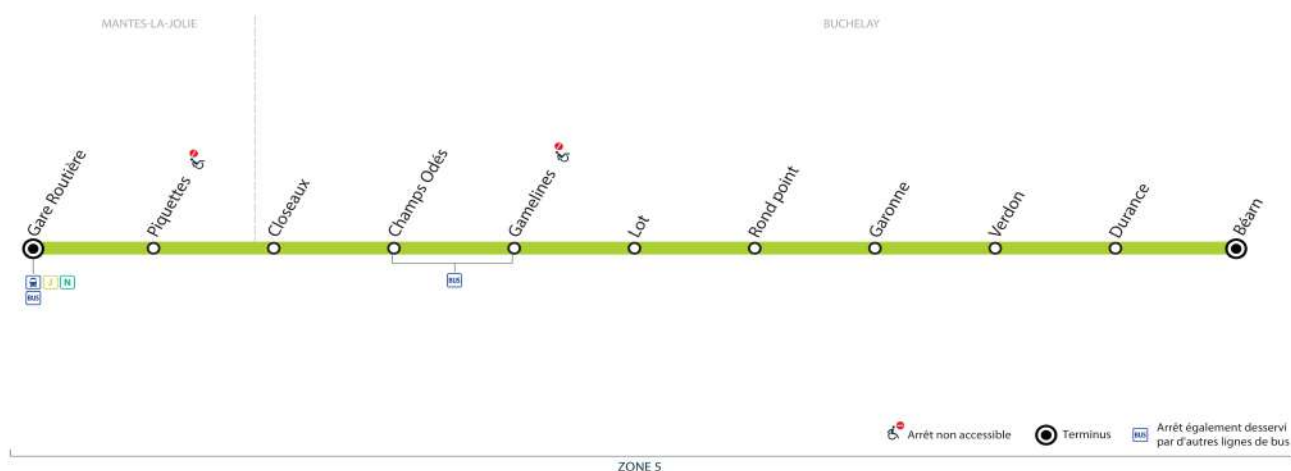 MANTES-LA-JOLIE
BUCHELAY
Gare Routière
Piquettes
Closeaux
Champs Odés
Gamelines
Lot
Rond point
Garonne
Verdon
Durance
Béarn
J N
BUS
BUS
Arrêt non accessible
Terminus
BUS
Arrêt également desservi
par d'autres lignes de bus
ZONE 5